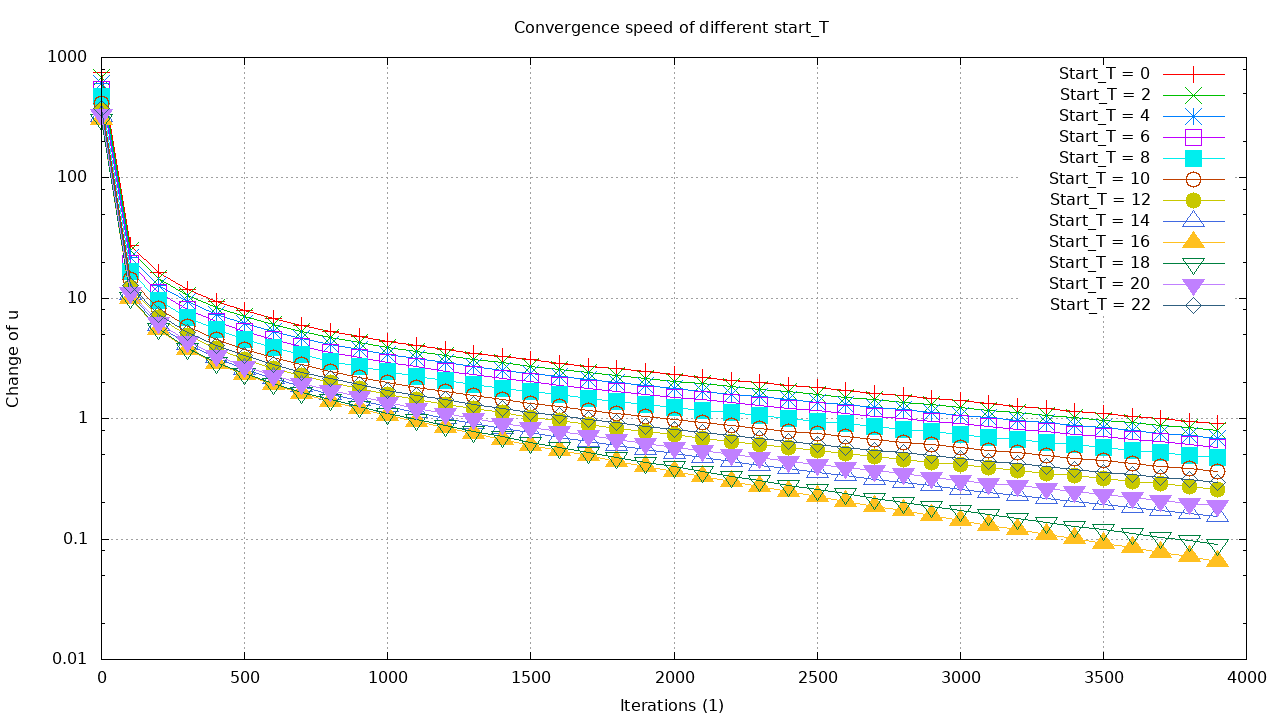 Convergence speed of different start_T
1000
100
10
1
0.1
0.01
Change of u
Start_T = 0
Start_T = 2
Start_T = 4
Start_T = 6
Start_T = 8
Start_T = 10
Start_T = 12
Start_T = 14
Start_T = 16
Start_T = 18
Start_T = 20
Start_T = 22
0 500 1000 1500 2000 2500 3000 3500 4000
Iterations (1)